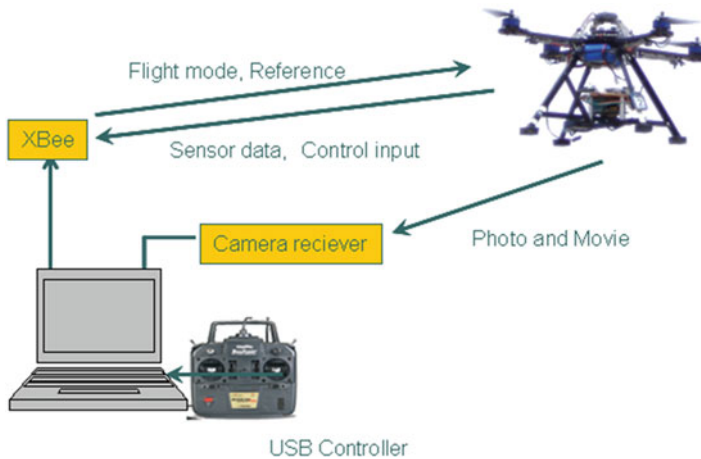 Flight mode, Reference
XBee
Sensor data, Control input
Camera reciever
Photo and Movie
USB Controller